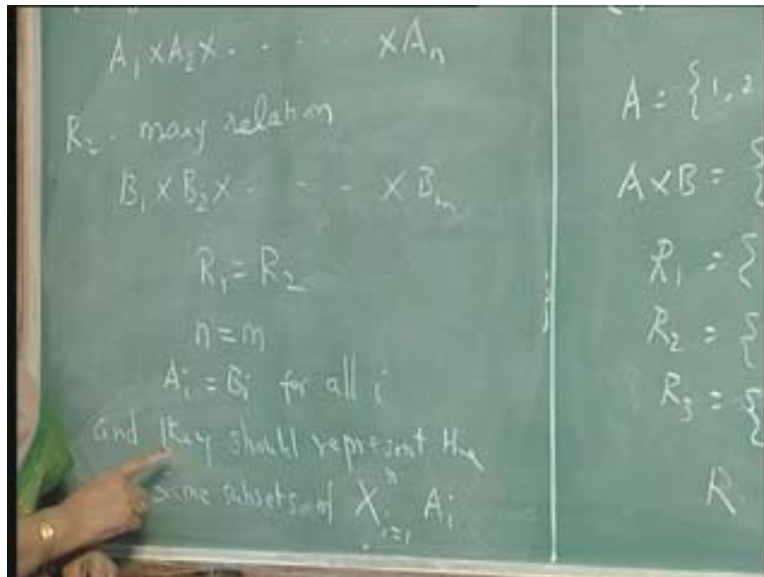 A₁ × A₂ × . . . . . × Aₙ
R₂ - mary relation
B₁ × B₂ × . . . . × Bₘ
R₁ = R₂
n = m
Aᵢ = Bᵢ for all i
and they should represent the
same subsets of X ⁿ ᵢ₌₁ Aᵢ
A = {1, 2
A × B = {
R₁ = {
R₂ = {
R₃ = {
R